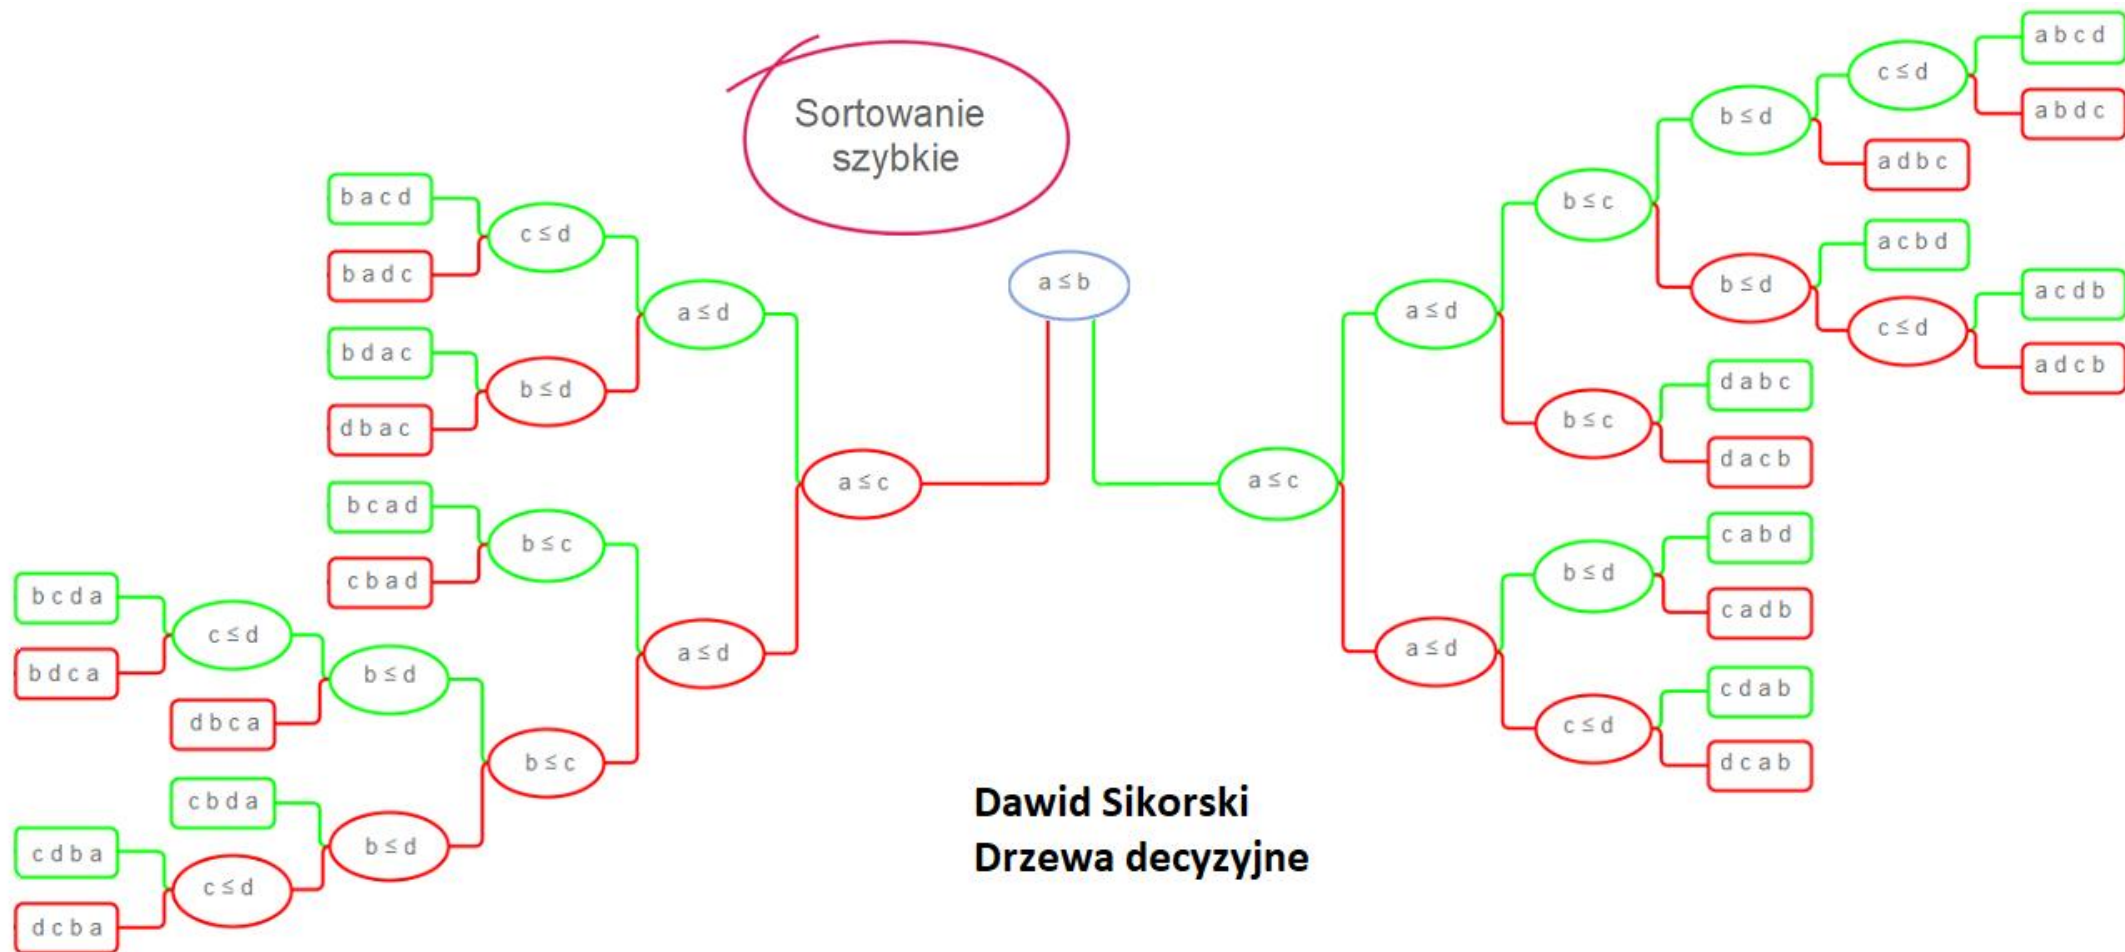 Sortowanie
szybkie
a ≤ b
a ≤ c
a ≤ d
c ≤ d
b a c d
b a d c
b ≤ d
b d a c
d b a c
a ≤ d
b ≤ c
b c a d
c b a d
b ≤ c
b ≤ d
c ≤ d
b c d a
b d c a
d b c a
b ≤ d
c b d a
c ≤ d
c d b a
d c b a
a ≤ c
a ≤ d
b ≤ c
b ≤ d
c ≤ d
a b c d
a b d c
a d b c
b ≤ d
a c b d
c ≤ d
a c d b
a d c b
b ≤ c
d a b c
d a c b
a ≤ d
b ≤ d
c a b d
c a d b
c ≤ d
c d a b
d c a b
Dawid Sikorski
Drzewa decyzyjne